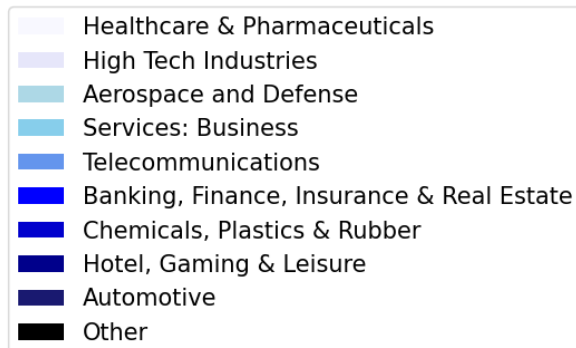 Healthcare & Pharmaceuticals
High Tech Industries
Aerospace and Defense
Services: Business
Telecommunications
Banking, Finance, Insurance & Real Estate
Chemicals, Plastics & Rubber
Hotel, Gaming & Leisure
Automotive
Other